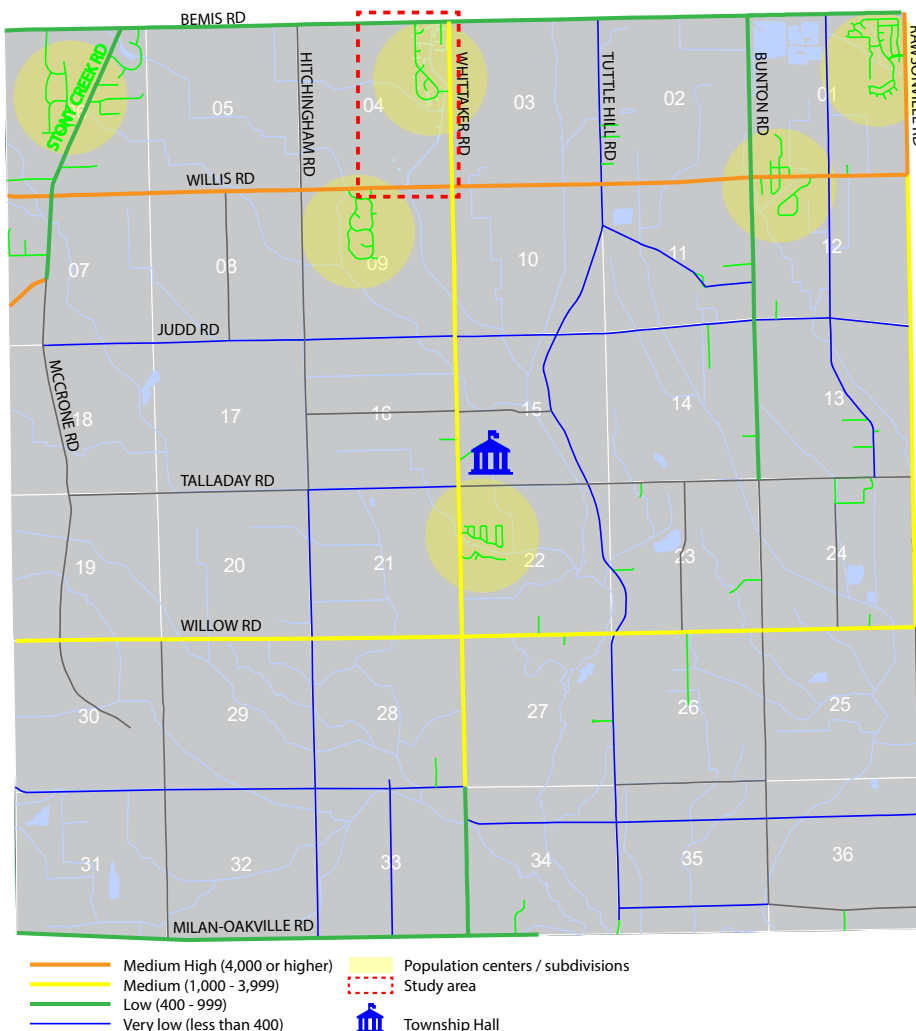 BEMIS RD
STONY CREEK RD
HITCHINGHAM RD
WHITTAKER RD
TUTTLE HILL RD
BUNTON RD
05
04
03
02
01
WILLIS RD
07
08
09
10
11
12
JUDD RD
MCCRONE RD
18
17
16
15
14
13
TALLADAY RD
19
20
21
22
23
24
WILLOW RD
30
29
28
27
26
25
31
32
33
34
35
36
MILAN-OAKVILLE RD
Medium High (4,000 or higher)
Medium (1,000 - 3,999)
Low (400 - 999)
Very low (less than 400)
Population centers / subdivisions
Study area
Township Hall